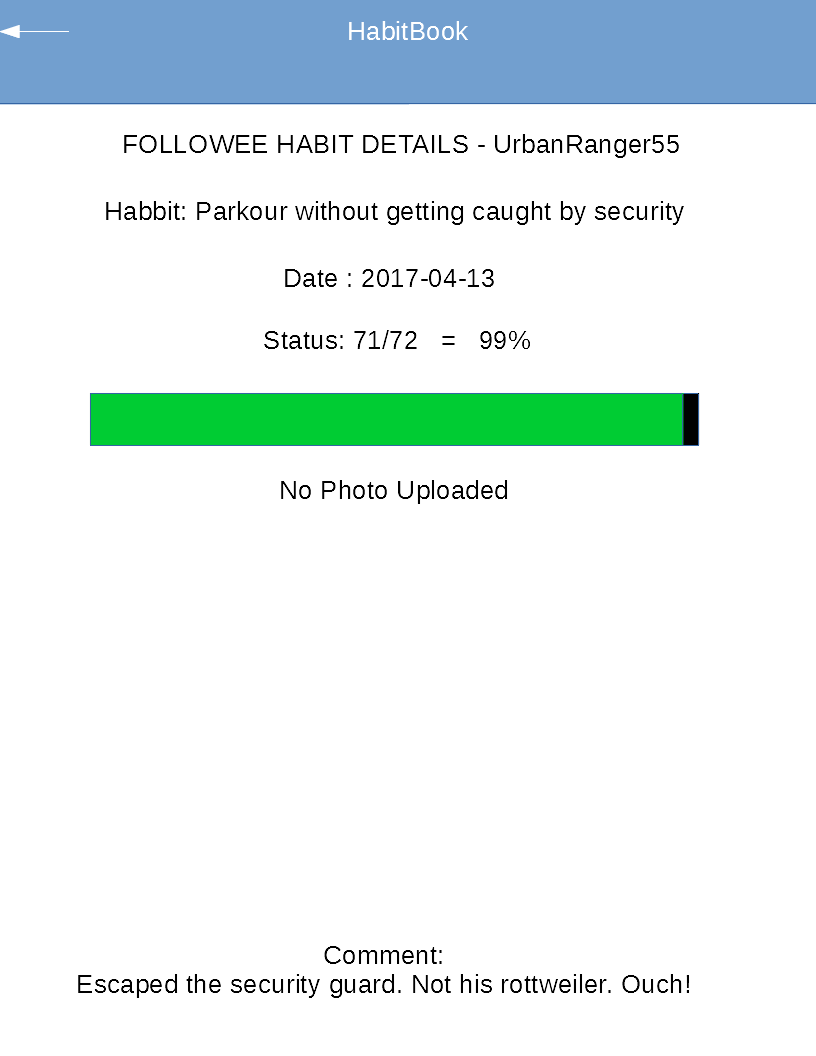 HabitBook
FOLLOWEE HABIT DETAILS - UrbanRanger55
Habbit: Parkour without getting caught by security
Date : 2017-04-13
Status: 71/72 = 99%
No Photo Uploaded
Comment:
Escaped the security guard. Not his rottweiler. Ouch!